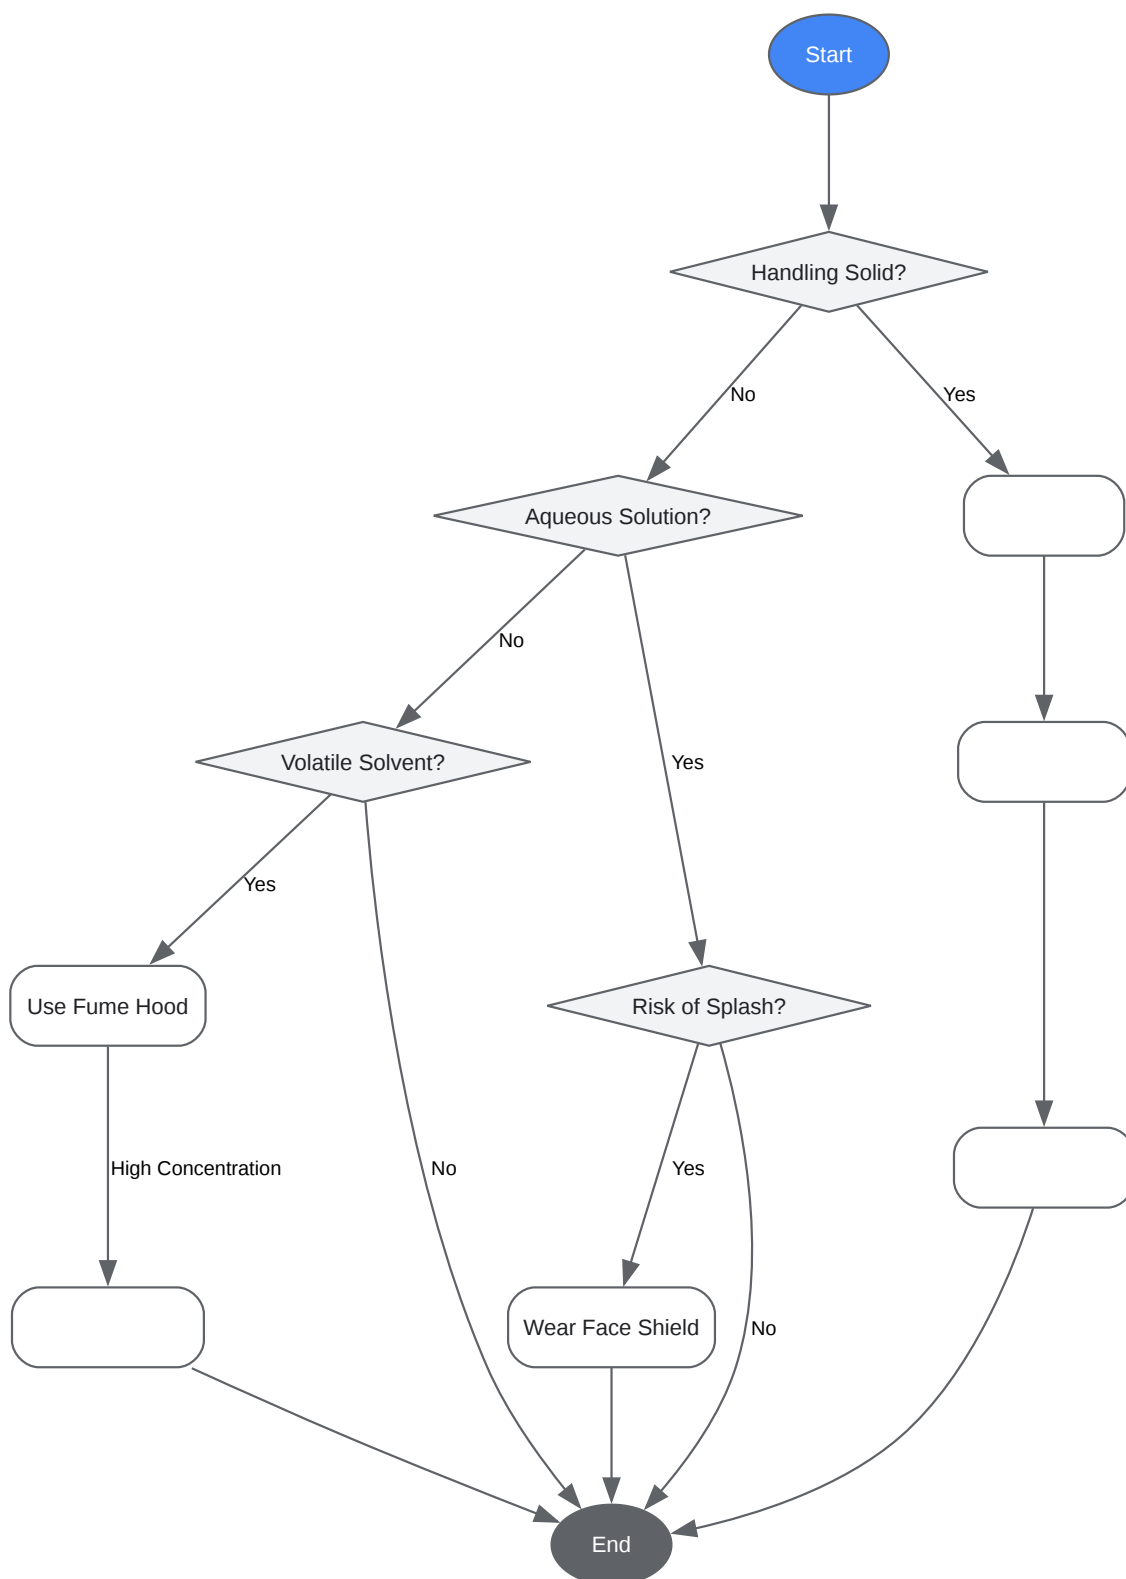 Start
Handling Solid?
No
Yes
Aqueous Solution?
No
Volatile Solvent?
Yes
Yes
Use Fume Hood
Risk of Splash?
High Concentration
No
Yes
Wear Face Shield
No
End